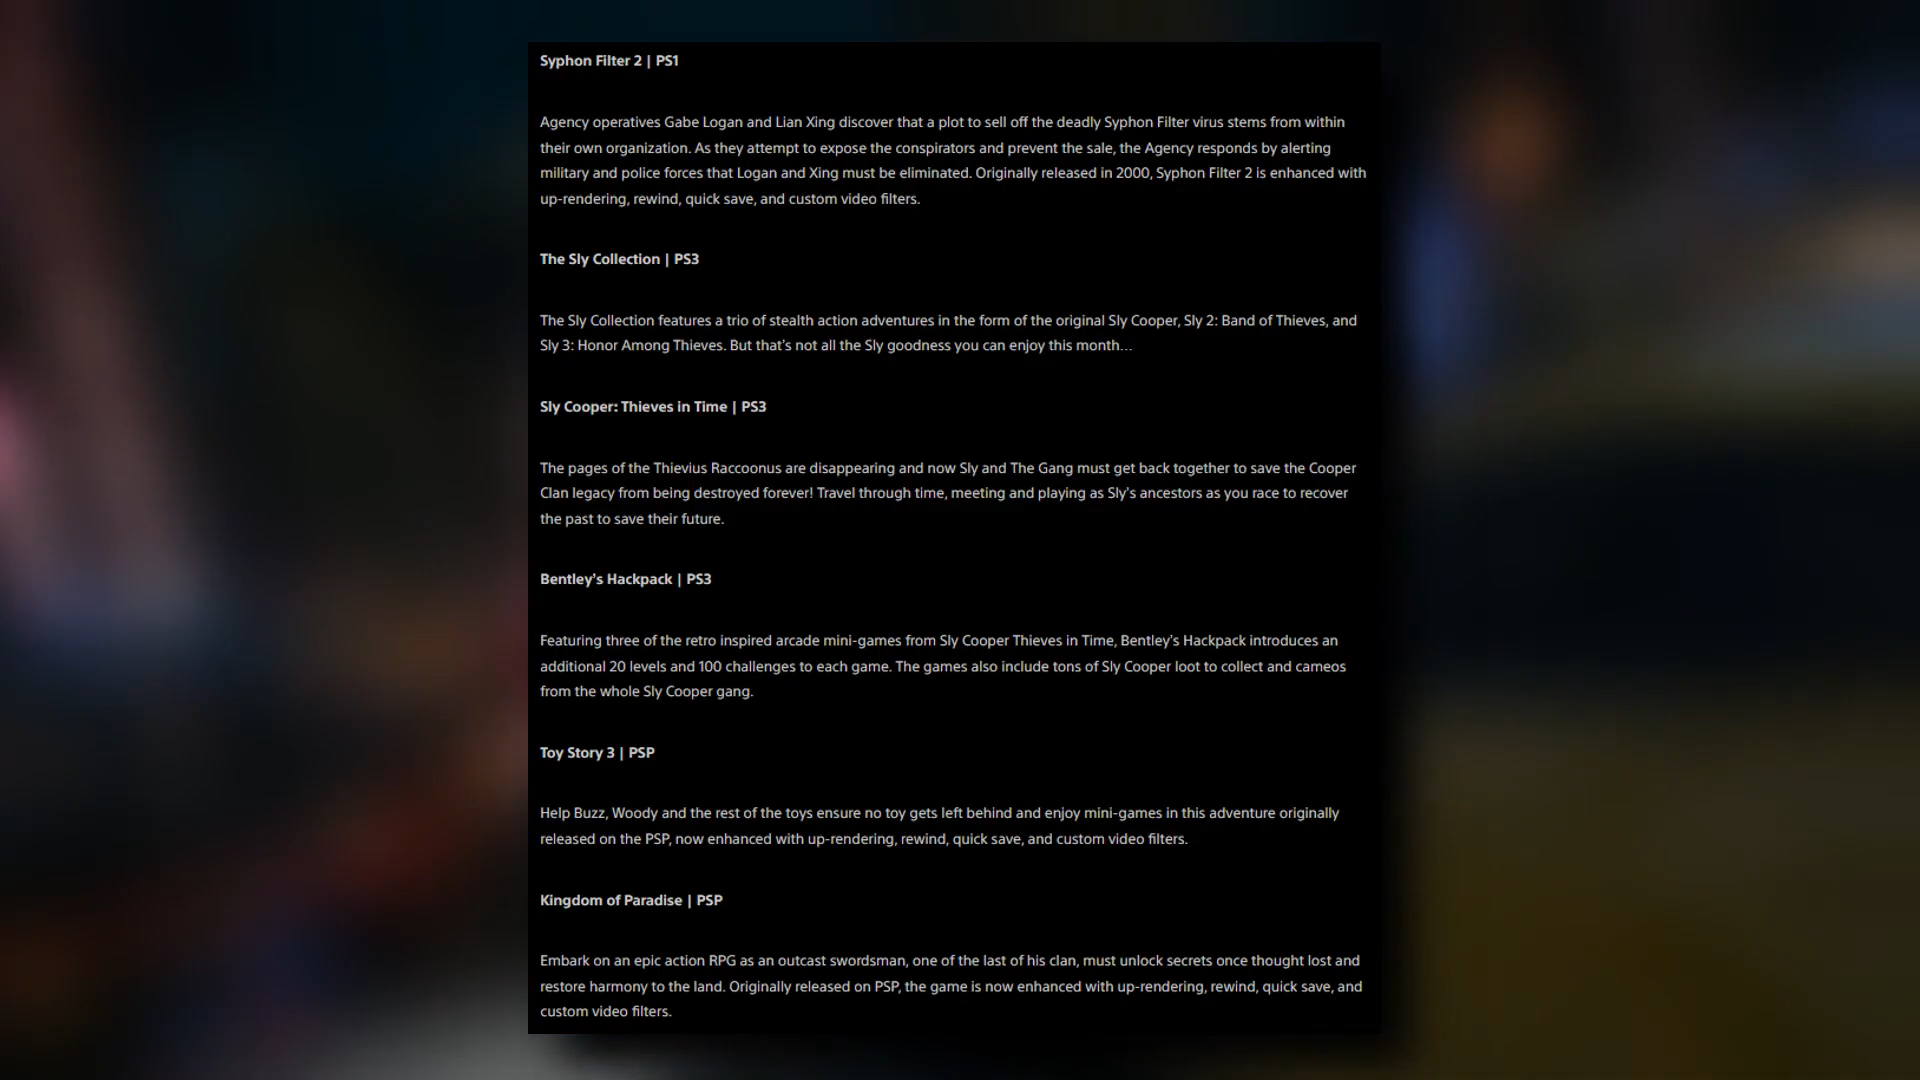 Syphon Filter 2 | PS1
Agency operatives Gabe Logan and Lian Xing discover that a plot to sell off the deadly Syphon Filter virus stems from within
their own organization. As they attempt to expose the conspirators and prevent the sale, the Agency responds by alerting
military and police forces that Logan and Xing must be eliminated. Originally released in 2000, Syphon Filter 2 is enhanced with
up-rendering, rewind, quick save, and custom video filters.
The Sly Collection | PS3
The Sly Collection features a trio of stealth action adventures in the form of the original Sly Cooper, Sly 2: Band of Thieves, and
Sly 3: Honor Among Thieves. But that’s not all the Sly goodness you can enjoy this month…
Sly Cooper: Thieves in Time | PS3
The pages of the Thievius Raccoonus are disappearing and now Sly and The Gang must get back together to save the Cooper
Clan legacy from being destroyed forever! Travel through time, meeting and playing as Sly’s ancestors as you race to recover
the past to save their future.
Bentley’s Hackpack | PS3
Featuring three of the retro inspired arcade mini-games from Sly Cooper Thieves in Time, Bentley’s Hackpack introduces an
additional 20 levels and 100 challenges to each game. The games also include tons of Sly Cooper loot to collect and cameos
from the whole Sly Cooper gang.
Toy Story 3 | PSP
Help Buzz, Woody and the rest of the toys ensure no toy gets left behind and enjoy mini-games in this adventure originally
released on the PSP, now enhanced with up-rendering, rewind, quick save, and custom video filters.
Kingdom of Paradise | PSP
Embark on an epic action RPG as an outcast swordsman, one of the last of his clan, must unlock secrets once thought lost and
restore harmony to the land. Originally released on PSP, the game is now enhanced with up-rendering, rewind, quick save, and
custom video filters.